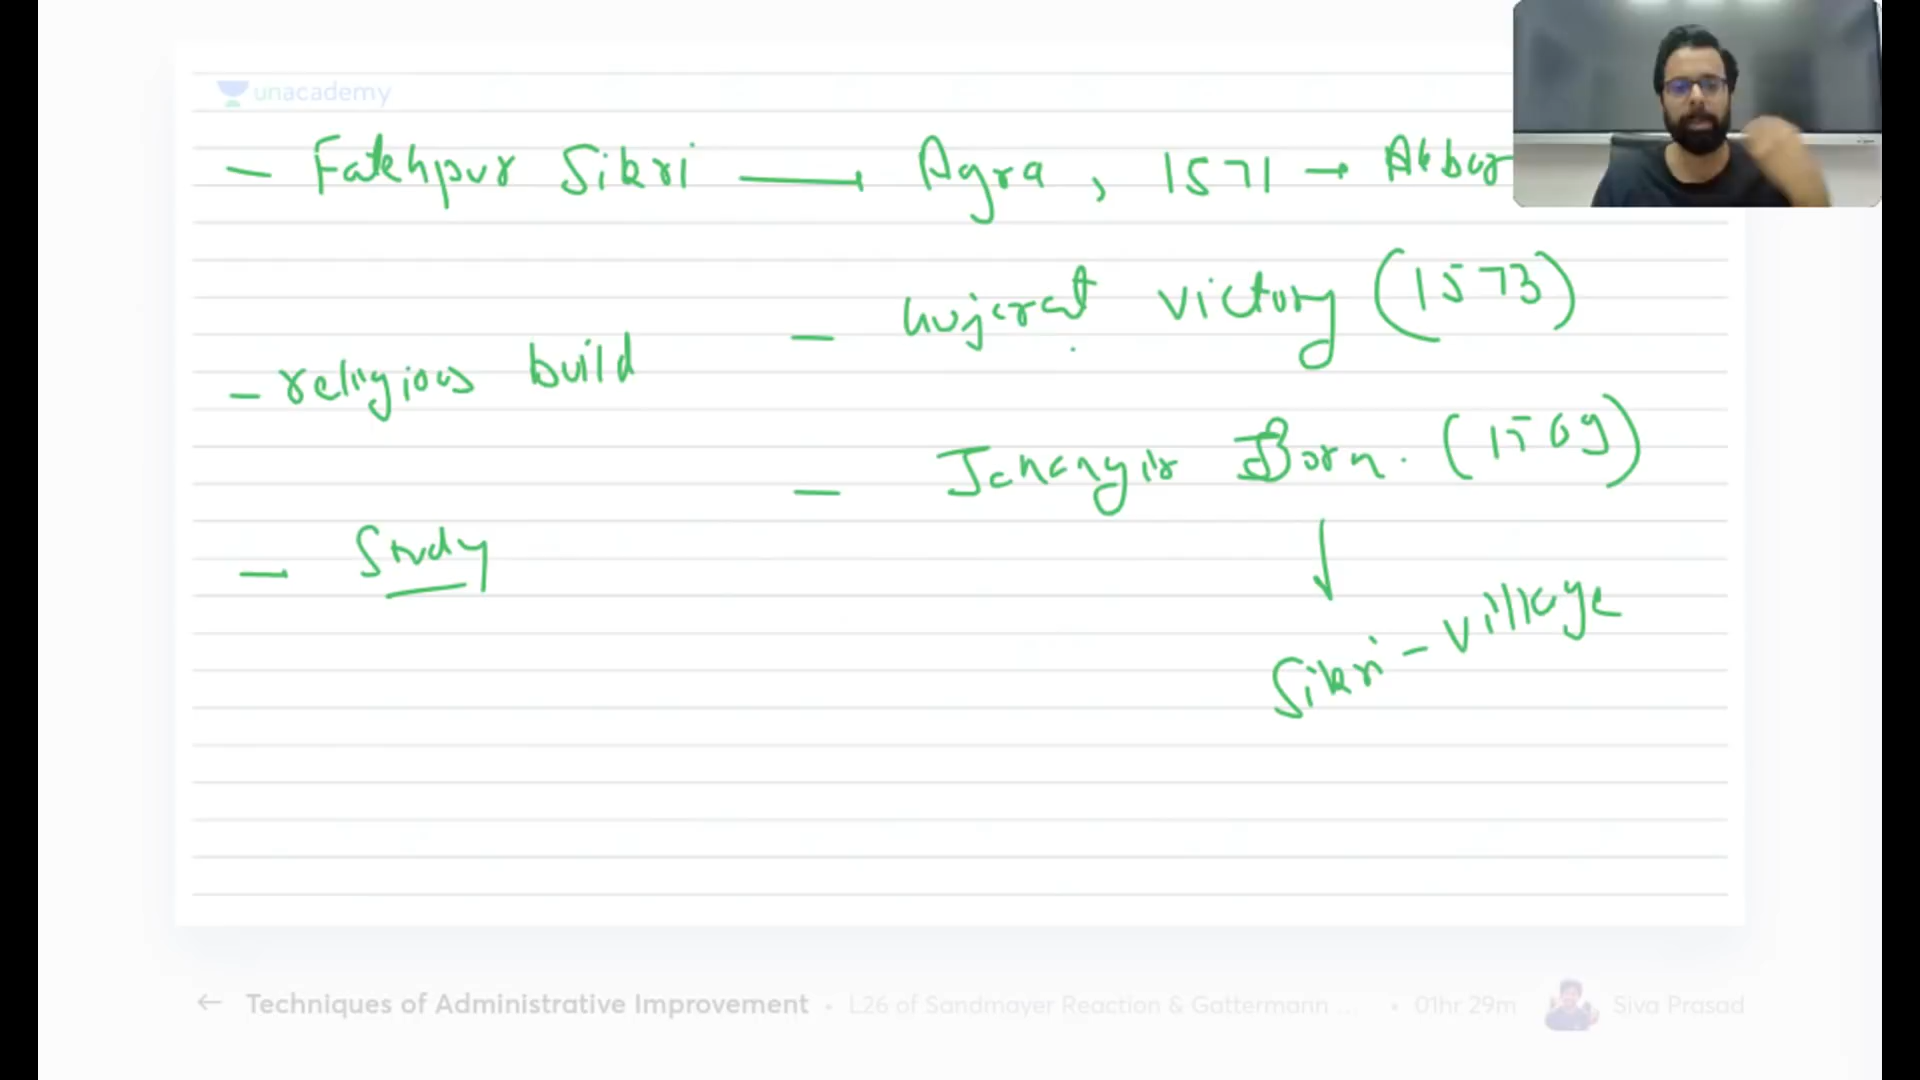 unacademy
- Fatehpur Sikri → Agra, 1571 → Akbar
- Gujarat victory (1573)
- religious build
- Jahangir Born. (1569)
- Study
↓
Sikri - village
← Techniques of Administrative Improvement • L26 of Sandmayer Reaction & Gattermann ... • 01hr 29m Siva Prasad